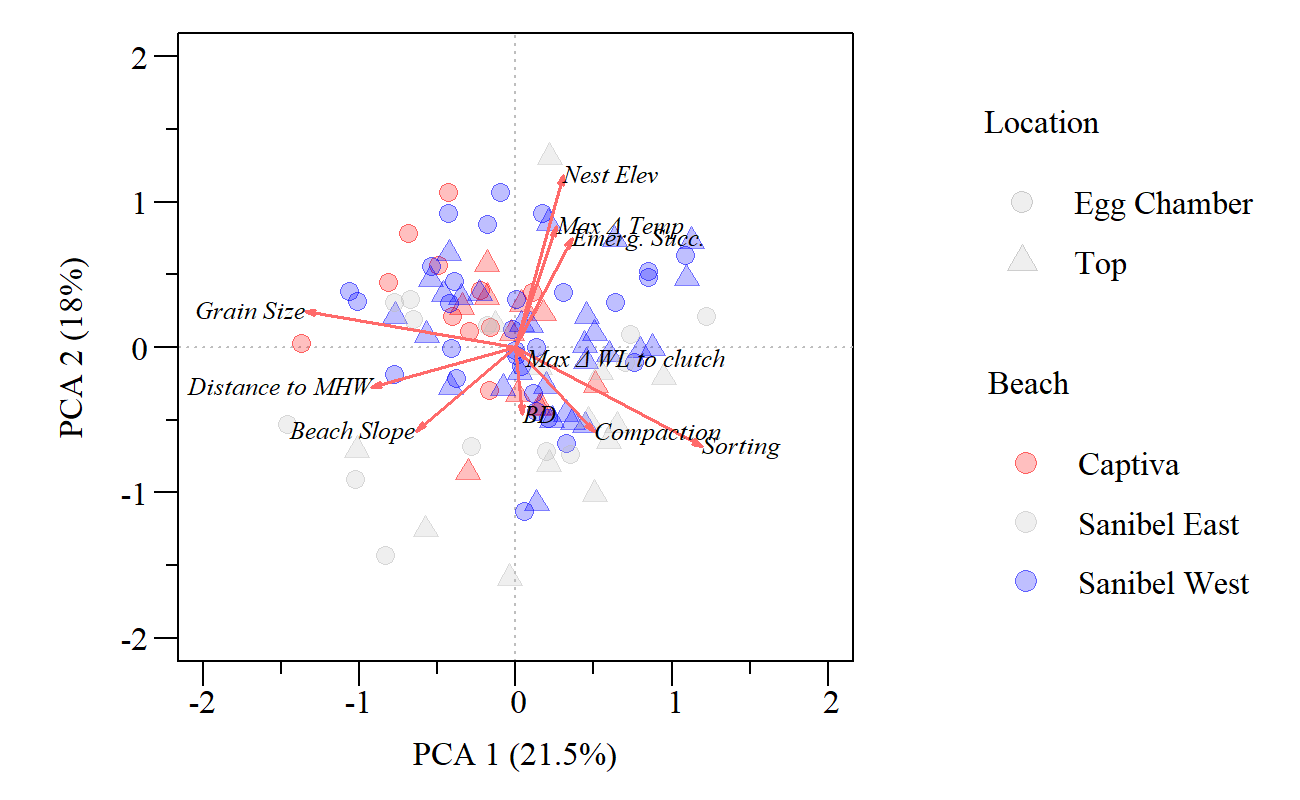 2
1
0
-1
-2
PCA 2 (18%)
Nest Elev
Max Δ Temp
Emerg. Succ.
Grain Size
Max Δ WL to clutch
Distance to MHW
BD
Beach Slope
Compaction
Sorting
-2
-1
0
1
2
PCA 1 (21.5%)
Location
Egg Chamber
Top
Beach
Captiva
Sanibel East
Sanibel West